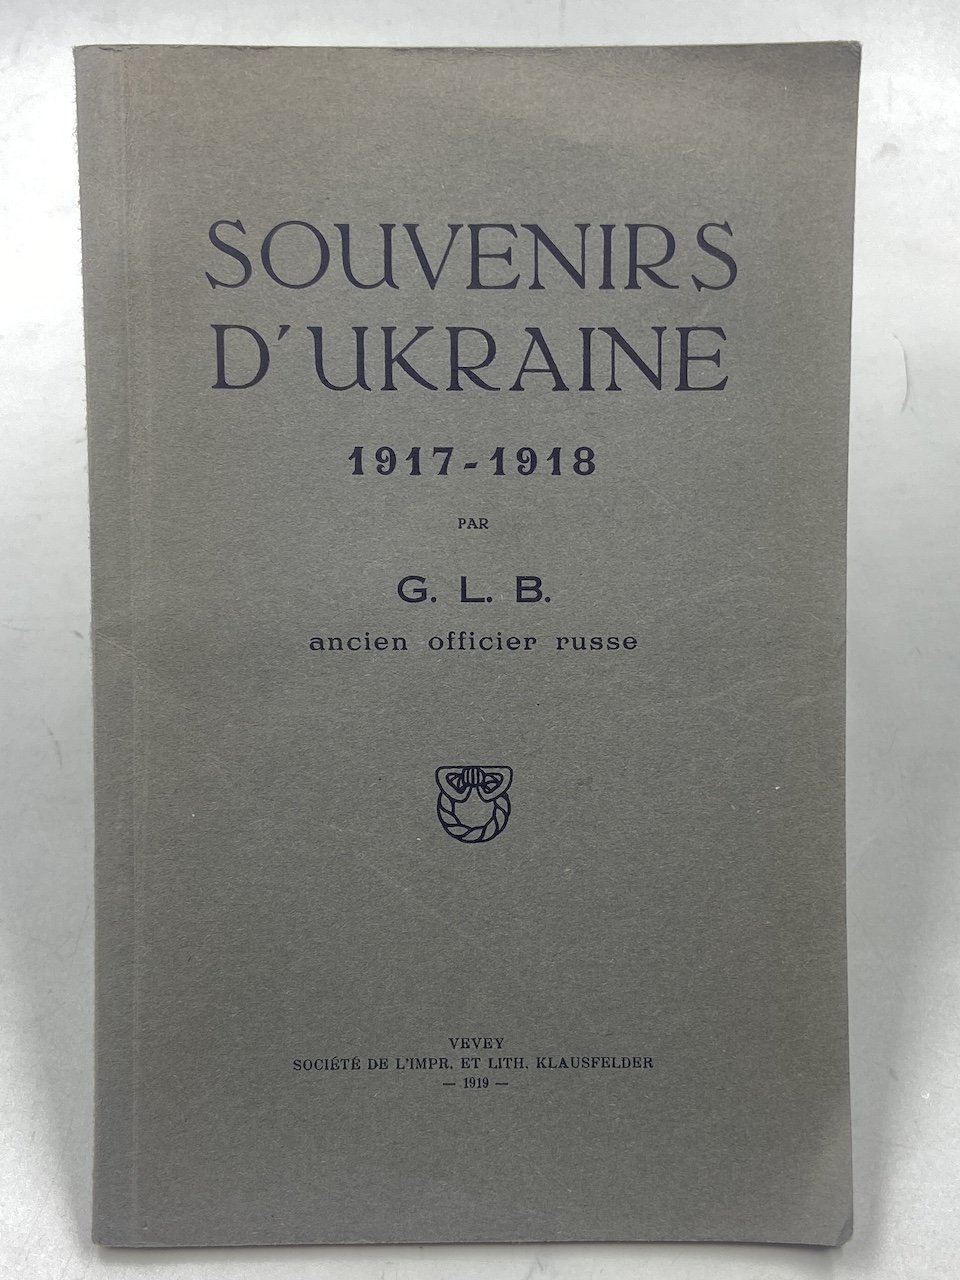 SOUVENIRS
D'UKRAINE
1917-1918
PAR
G. L. B.
ancien officier russe
VEVEY
SOCIÉTÉ DE L'IMPR. ET LITH. KLAUSFELDER
— 1919 —